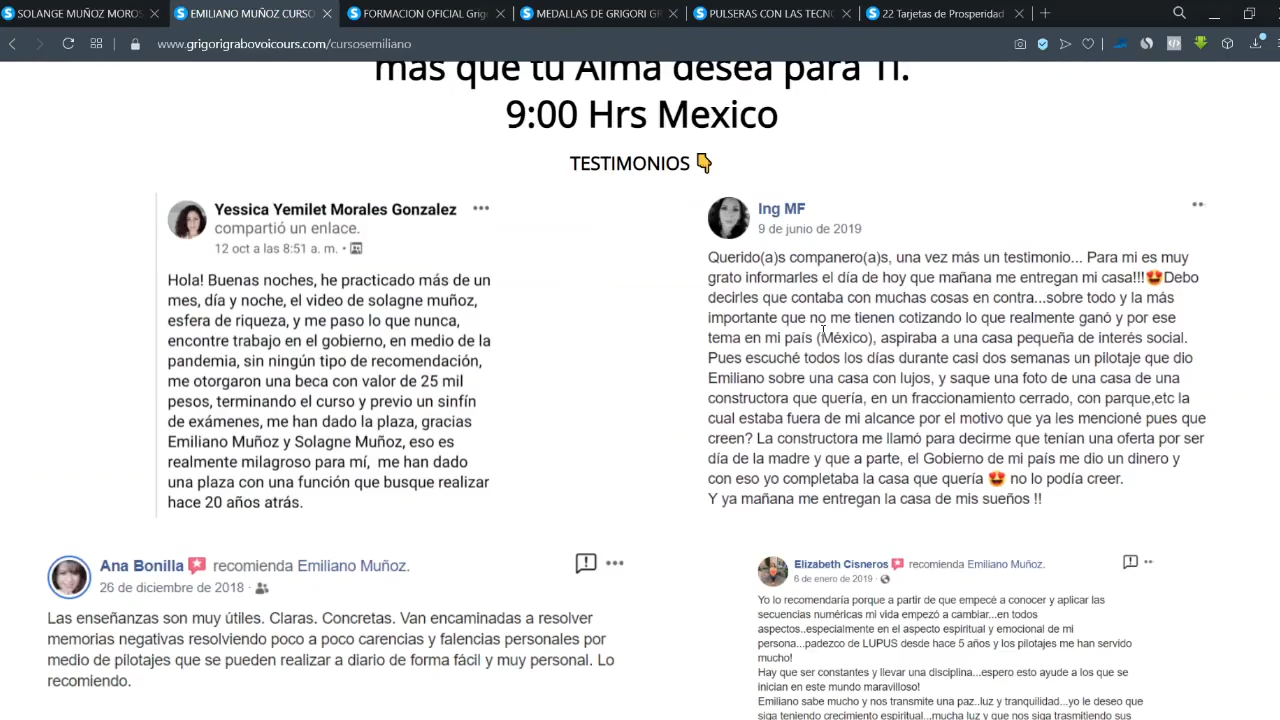 SOLANGE MUÑOZ MOROS
EMILIANO MUÑOZ CURSO
FORMACION OFICIAL Grig
MEDALLAS DE GRIGORI GR
PULSERAS CON LAS TECN
22 Tarjetas de Prosperidad
www.grigorigrabovoicours.com/cursosemiliano
más que tu Alma desea para Ti.
9:00 Hrs Mexico
TESTIMONIOS 👇
Yessica Yemilet Morales Gonzalez
compartió un enlace.
12 oct a las 8:51 a. m.
Hola! Buenas noches, he practicado más de un
mes, día y noche, el video de solagne muñoz,
esfera de riqueza, y me paso lo que nunca,
encontre trabajo en el gobierno, en medio de la
pandemia, sin ningún tipo de recomendación,
me otorgaron una beca con valor de 25 mil
pesos, terminando el curso y previo un sinfín
de exámenes, me han dado la plaza, gracias
Emiliano Muñoz y Solagne Muñoz, eso es
realmente milagroso para mí, me han dado
una plaza con una función que busque realizar
hace 20 años atrás.
Ing MF
9 de junio de 2019
Querido(a)s companero(a)s, una vez más un testimonio... Para mi es muy
grato informarles el día de hoy que mañana me entregan mi casa!!!😍Debo
decirles que contaba con muchas cosas en contra...sobre todo y la más
importante que no me tienen cotizando lo que realmente ganó y por ese
tema en mi país (México), aspiraba a una casa pequeña de interés social.
Pues escuché todos los días durante casi dos semanas un pilotaje que dio
Emiliano sobre una casa con lujos, y saque una foto de una casa de una
constructora que quería, en un fraccionamiento cerrado, con parque,etc la
cual estaba fuera de mi alcance por el motivo que ya les mencioné pues que
creen? La constructora me llamó para decirme que tenían una oferta por ser
día de la madre y que a parte, el Gobierno de mi país me dio un dinero y
con eso yo completaba la casa que quería 😍 no lo podía creer.
Y ya mañana me entregan la casa de mis sueños !!
Ana Bonilla recomienda Emiliano Muñoz.
26 de diciembre de 2018
Las enseñanzas son muy útiles. Claras. Concretas. Van encaminadas a resolver
memorias negativas resolviendo poco a poco carencias y falencias personales por
medio de pilotajes que se pueden realizar a diario de forma fácil y muy personal. Lo
recomiendo.
Elizabeth Cisneros recomienda Emiliano Muñoz.
6 de enero de 2019
Yo lo recomendaría porque a partir de que empecé a conocer y aplicar las
secuencias numéricas mi vida empezó a cambiar...en todos
aspectos..especialmente en el aspecto espiritual y emocional de mi
persona...padezco de LUPUS desde hace 5 años y los pilotajes me han servido
mucho!
Hay que ser constantes y llevar una disciplina...espero esto ayude a los que se
inician en este mundo maravilloso!
Emiliano sabe mucho y nos transmite una paz..luz y tranquilidad...yo le deseo que
siga teniendo crecimiento espiritual...mucha luz y que nos siga trasmitiendo sus